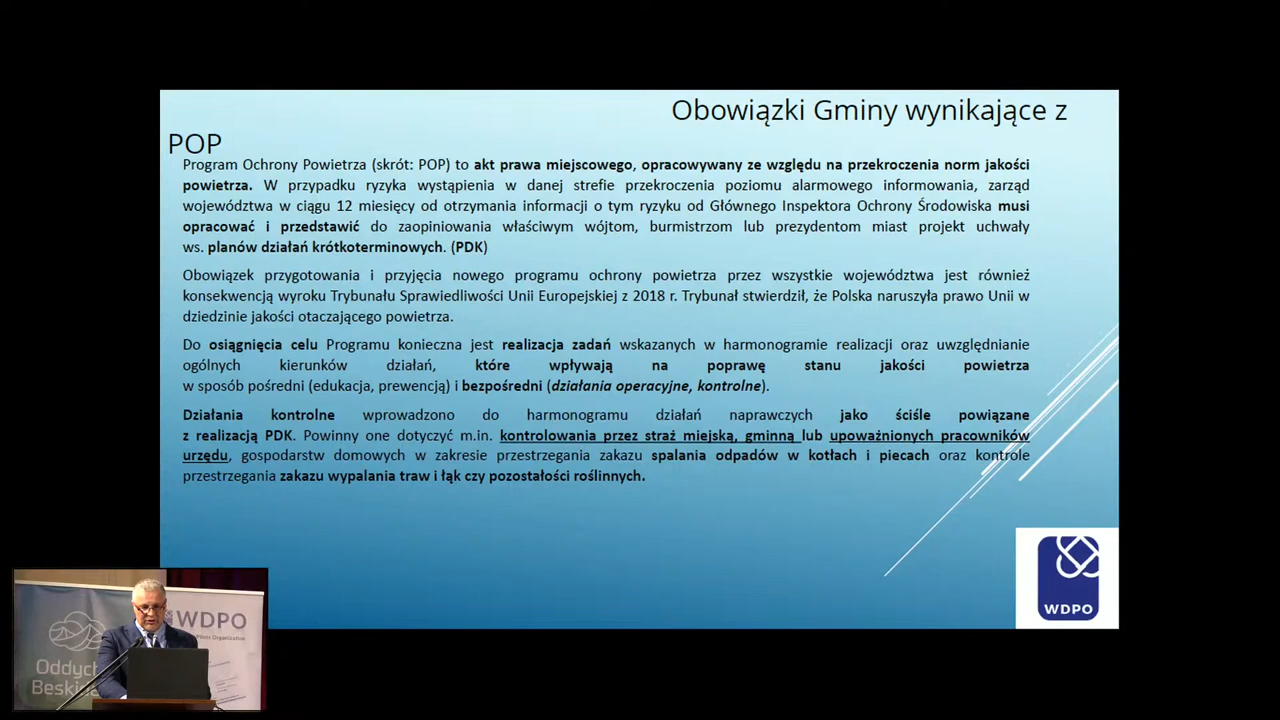 Obowiązki Gminy wynikające z
POP
Program Ochrony Powietrza (skrót: POP) to akt prawa miejscowego, opracowywany ze względu na przekroczenia norm jakości
powietrza. W przypadku ryzyka wystąpienia w danej strefie przekroczenia poziomu alarmowego informowania, zarząd
województwa w ciągu 12 miesięcy od otrzymania informacji o tym ryzyku od Głównego Inspektora Ochrony Środowiska musi
opracować i przedstawić do zaopiniowania właściwym wójtom, burmistrzom lub prezydentom miast projekt uchwały
ws. planów działań krótkoterminowych. (PDK)
Obowiązek przygotowania i przyjęcia nowego programu ochrony powietrza przez wszystkie województwa jest również
konsekwencją wyroku Trybunału Sprawiedliwości Unii Europejskiej z 2018 r. Trybunał stwierdził, że Polska naruszyła prawo Unii w
dziedzinie jakości otaczającego powietrza.
Do osiągnięcia celu Programu konieczna jest realizacja zadań wskazanych w harmonogramie realizacji oraz uwzględnianie
ogólnych kierunków działań, które wpływają na poprawę stanu jakości powietrza
w sposób pośredni (edukacja, prewencją) i bezpośredni (działania operacyjne, kontrolne).
Działania kontrolne wprowadzono do harmonogramu działań naprawczych jako ściśle powiązane
z realizacją PDK. Powinny one dotyczyć m.in. kontrolowania przez straż miejską, gminną lub upoważnionych pracowników
urzędu, gospodarstw domowych w zakresie przestrzegania zakazu spalania odpadów w kotłach i piecach oraz kontrole
przestrzegania zakazu wypalania traw i łąk czy pozostałości roślinnych.
WDPO
WDPO
Pilots Organization
Oddych
Beskid